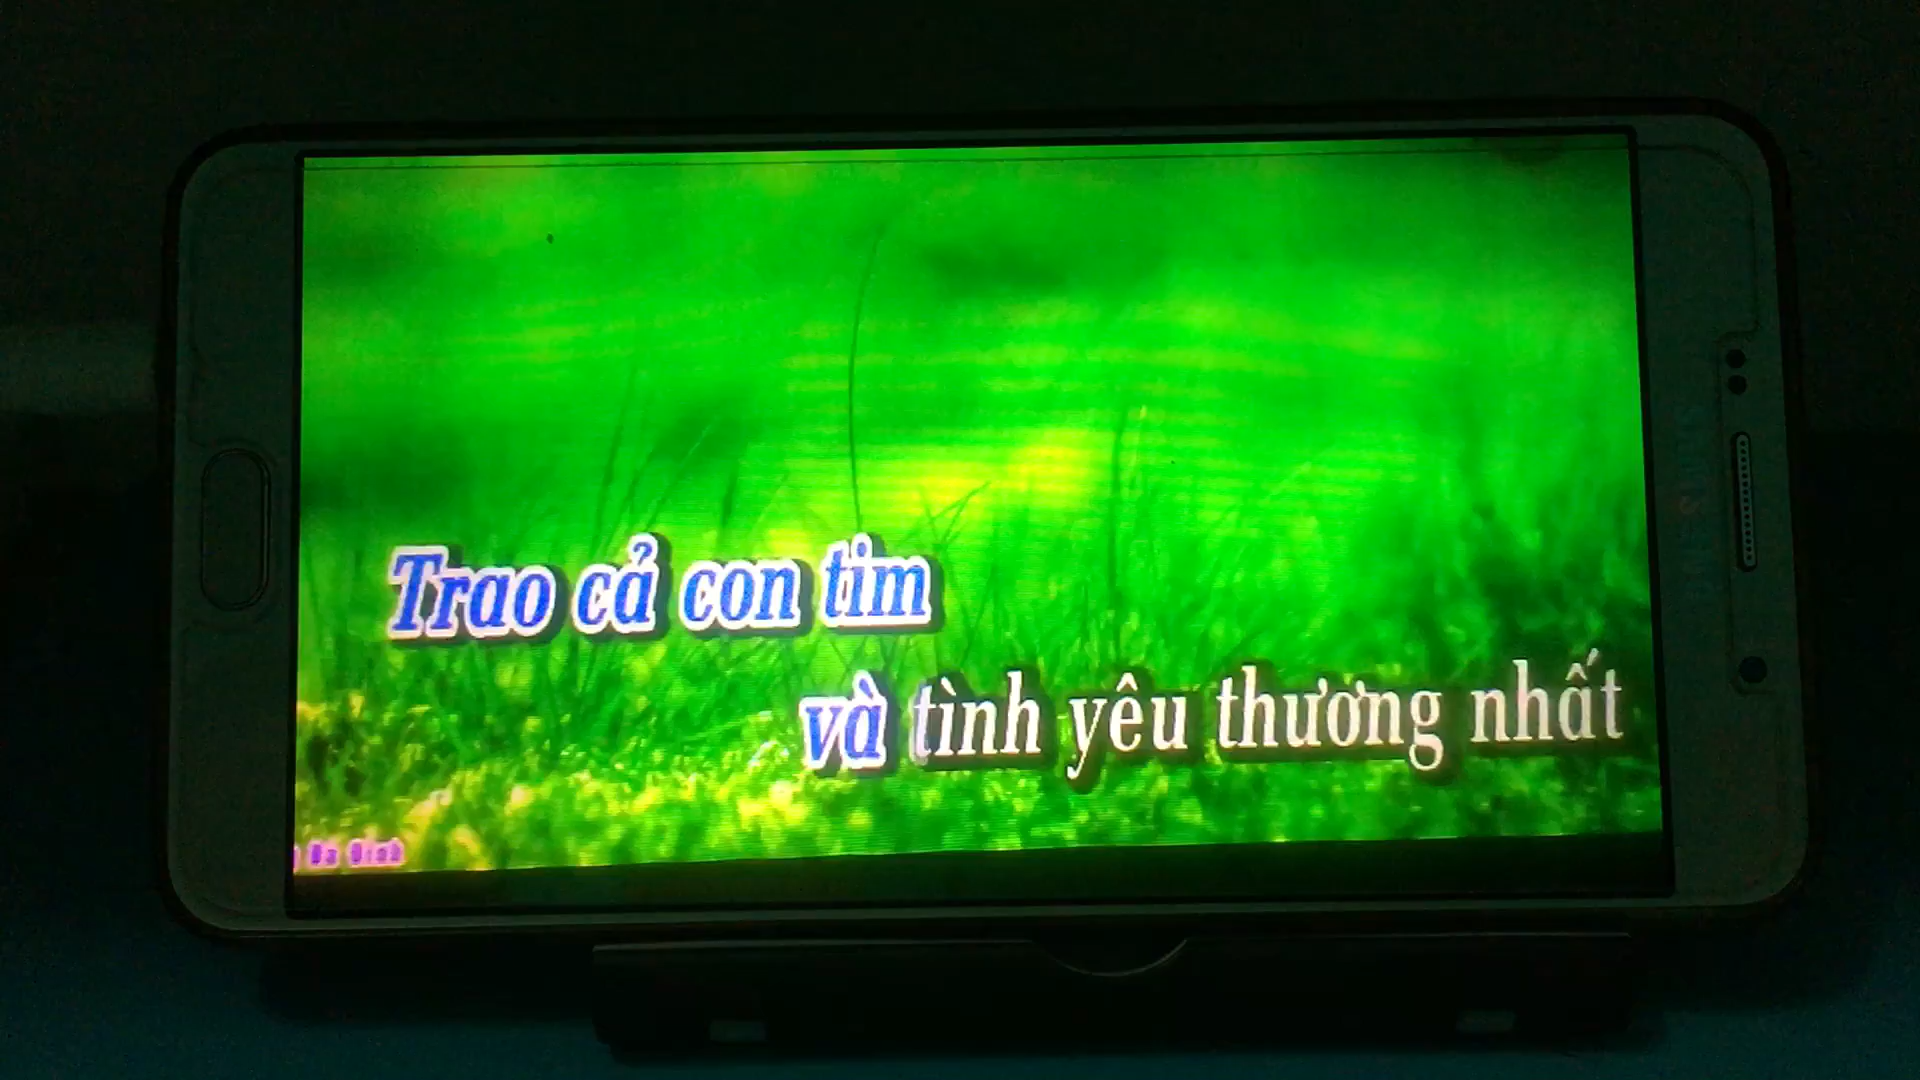 Trao cả con tim
và tình yêu thương nhất